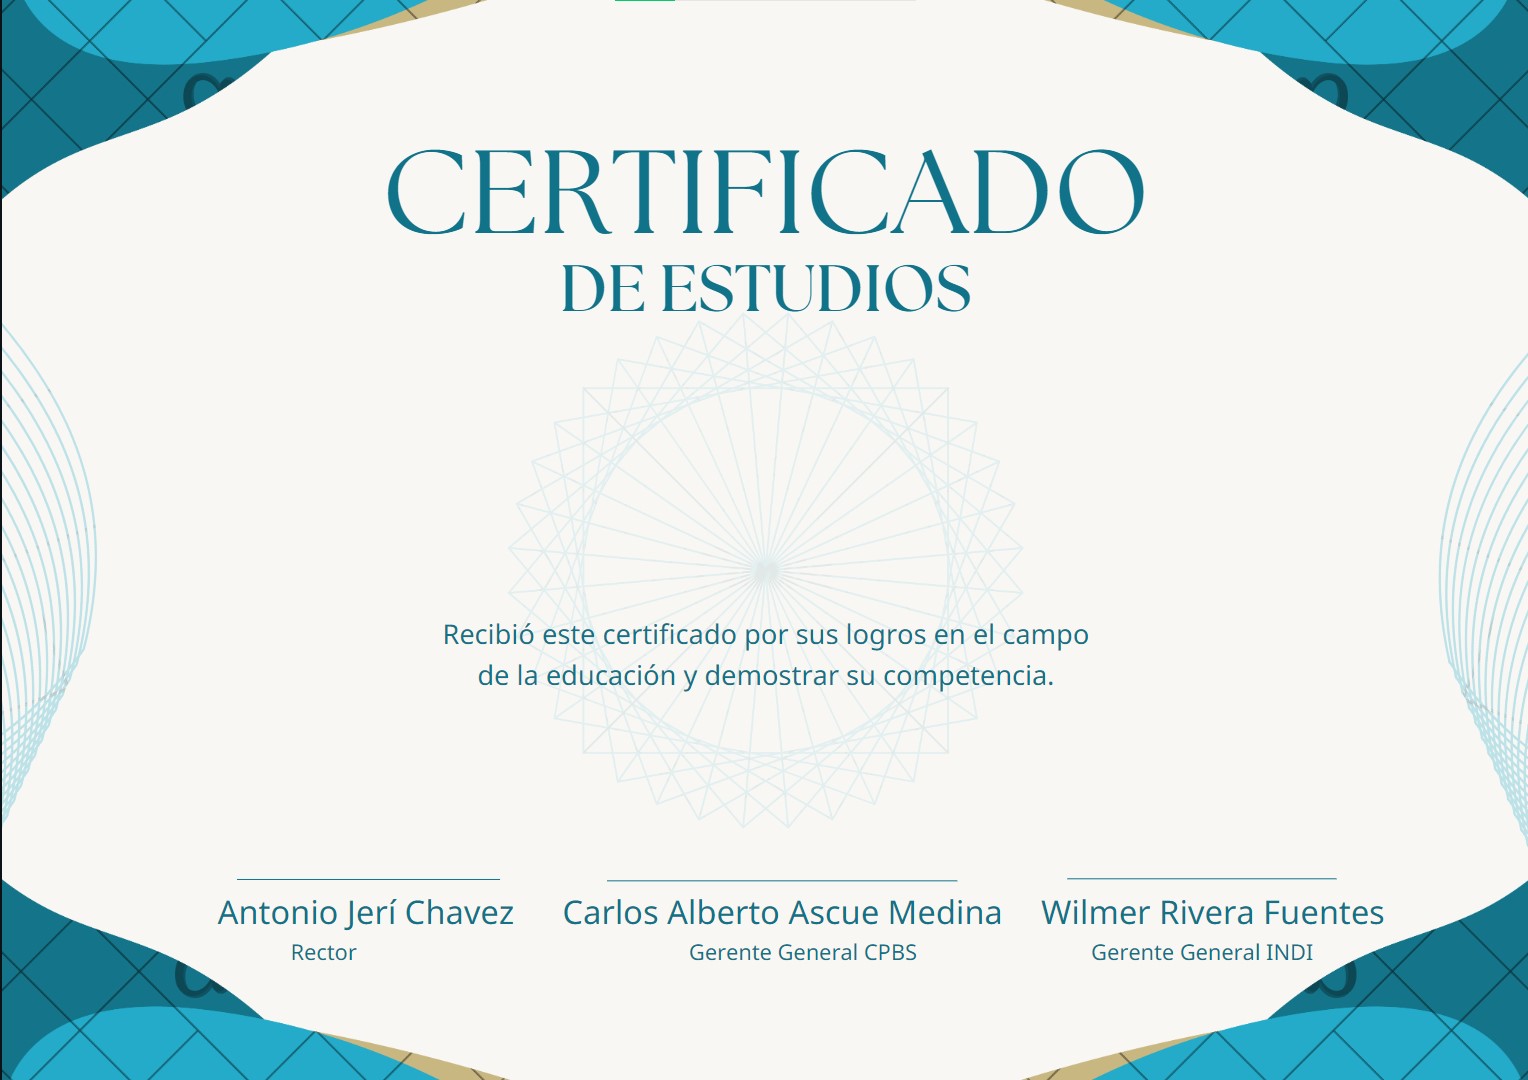 CERTIFICADO
DE ESTUDIOS
Recibió este certificado por sus logros en el campo
de la educación y demostrar su competencia.
Antonio Jerí Chavez
Carlos Alberto Ascue Medina
Wilmer Rivera Fuentes
Rector
Gerente General CPBS
Gerente General INDI